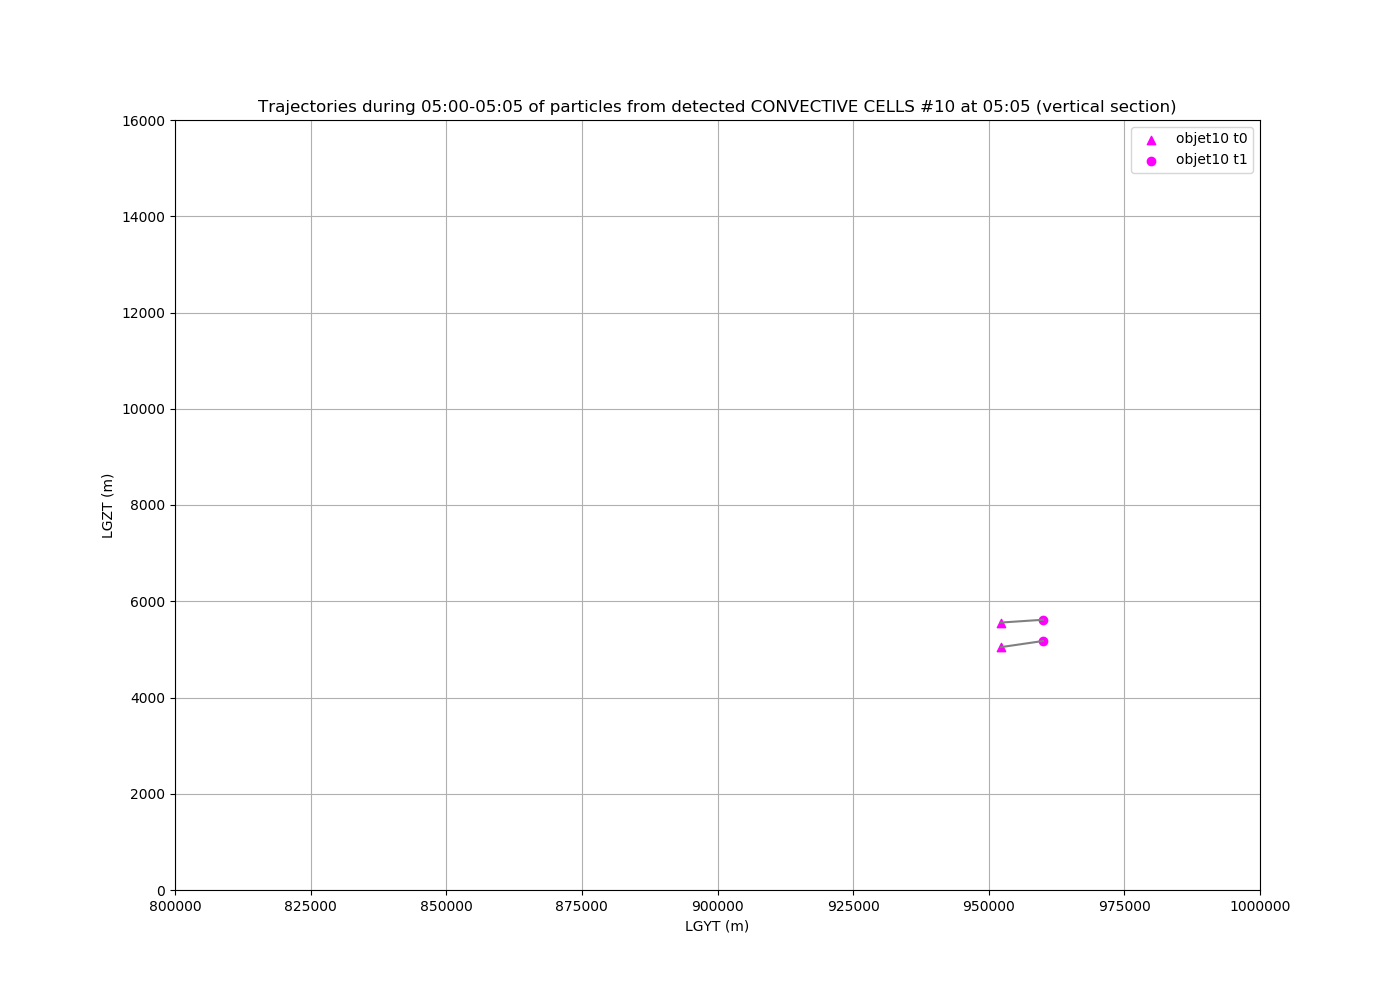 Trajectories during 05:00-05:05 of particles from detected CONVECTIVE CELLS #10 at 05:05 (vertical section)
objet10 t0
objet10 t1
16000
14000
12000
10000
8000
6000
4000
2000
0
LGZT (m)
800000 825000 850000 875000 900000 925000 950000 975000 1000000
LGYT (m)